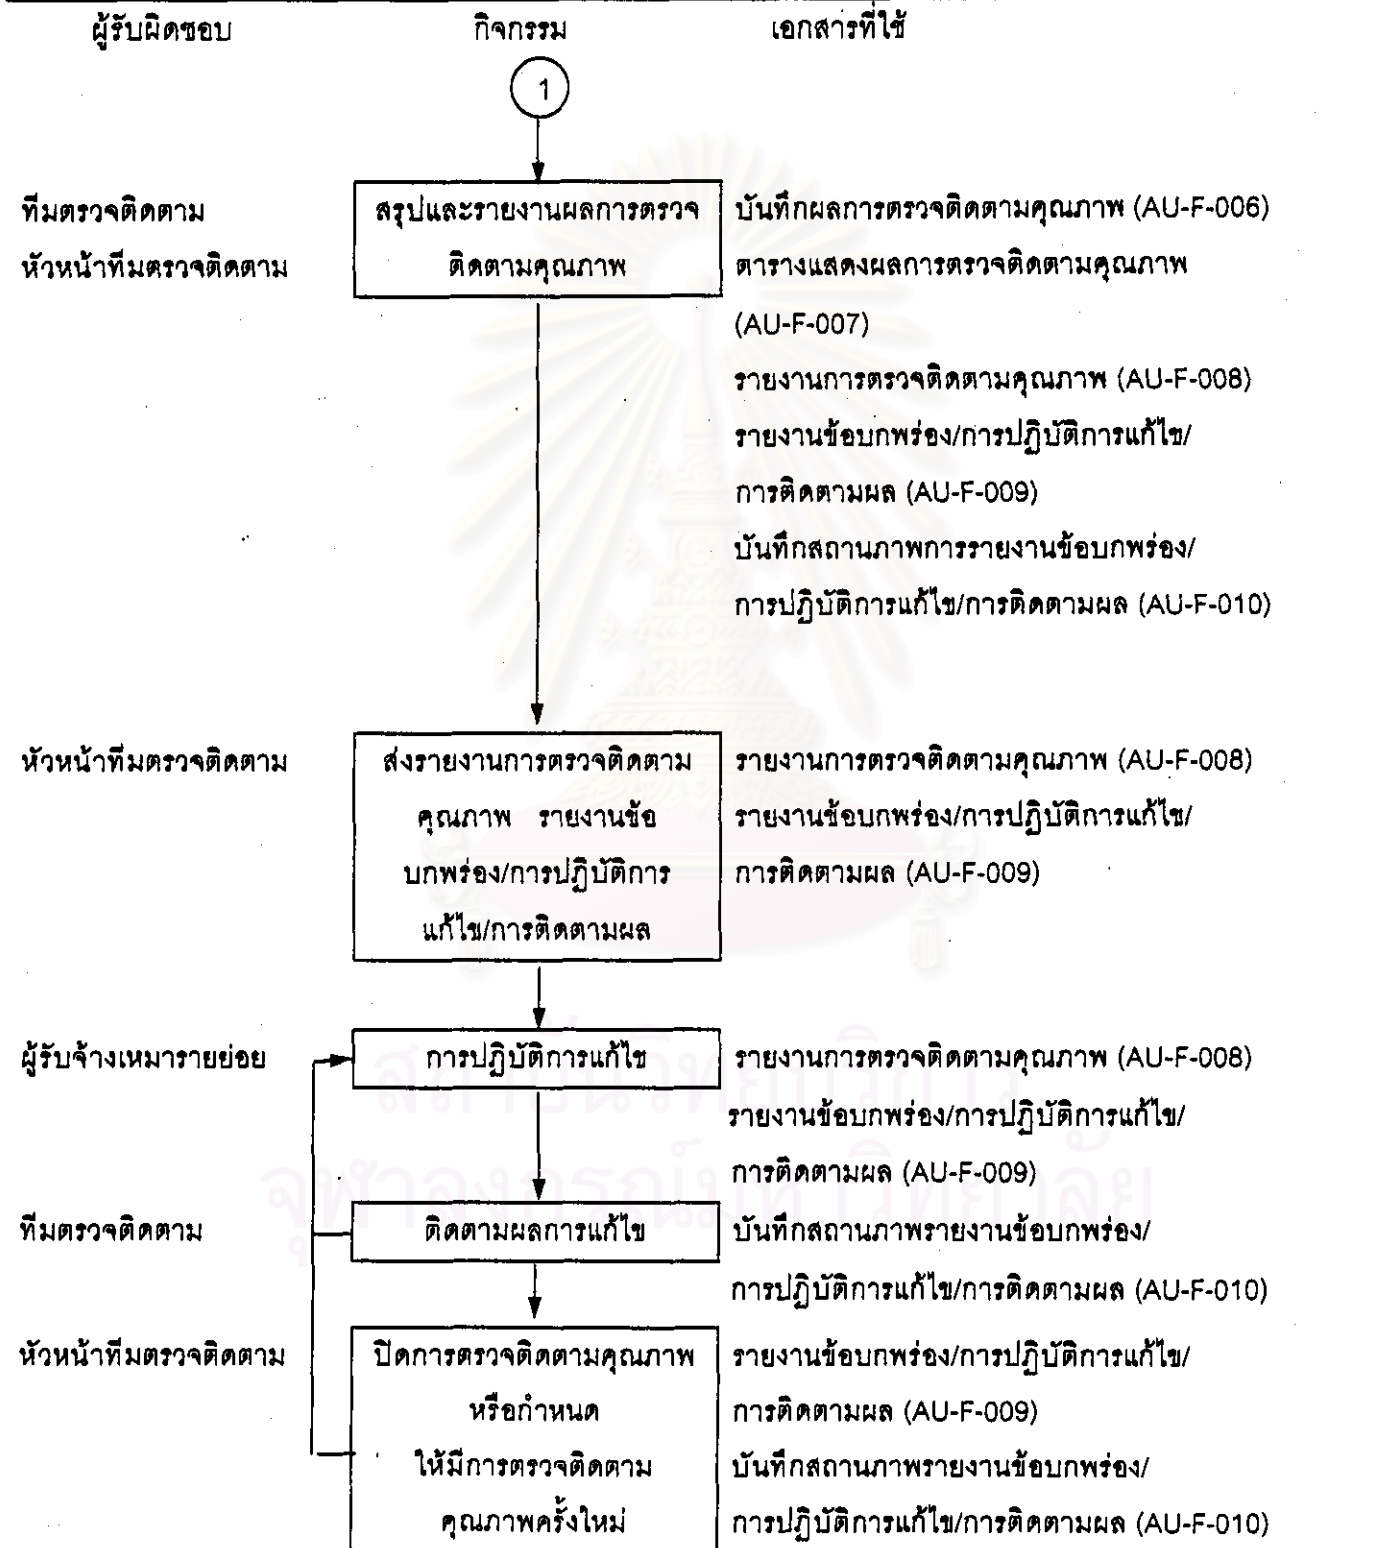 ผู้รับผิดชอบ กิจกรรม เอกสารที่ใช้
1
ทีมตรวจติดตาม สรุปและรายงานผลการตรวจ บันทึกผลการตรวจติดตามคุณภาพ (AU-F-006)
หัวหน้าทีมตรวจติดตาม ติดตามคุณภาพ ตารางแสดงผลการตรวจติดตามคุณภาพ
(AU-F-007)
รายงานการตรวจติดตามคุณภาพ (AU-F-008)
รายงานข้อบกพร่อง/การปฏิบัติการแก้ไข/
การติดตามผล (AU-F-009)
บันทึกสถานภาพการรายงานข้อบกพร่อง/
การปฏิบัติการแก้ไข/การติดตามผล (AU-F-010)
หัวหน้าทีมตรวจติดตาม ส่งรายงานการตรวจติดตาม รายงานการตรวจติดตามคุณภาพ (AU-F-008)
คุณภาพ รายงานข้อ รายงานข้อบกพร่อง/การปฏิบัติการแก้ไข/
บกพร่อง/การปฏิบัติการ การติดตามผล (AU-F-009)
แก้ไข/การติดตามผล
ผู้รับจ้างเหมารายย่อย การปฏิบัติการแก้ไข รายงานการตรวจติดตามคุณภาพ (AU-F-008)
รายงานข้อบกพร่อง/การปฏิบัติการแก้ไข/
การติดตามผล (AU-F-009)
ทีมตรวจติดตาม ติดตามผลการแก้ไข บันทึกสถานภาพรายงานข้อบกพร่อง/
การปฏิบัติการแก้ไข/การติดตามผล (AU-F-010)
หัวหน้าทีมตรวจติดตาม ปิดการตรวจติดตามคุณภาพ รายงานข้อบกพร่อง/การปฏิบัติการแก้ไข/
หรือกำหนด การติดตามผล (AU-F-009)
ให้มีการตรวจติดตาม บันทึกสถานภาพรายงานข้อบกพร่อง/
คุณภาพครั้งใหม่ การปฏิบัติการแก้ไข/การติดตามผล (AU-F-010)
สถาบันวิทยบริการ
จุฬาลงกรณ์มหาวิทยาลัย